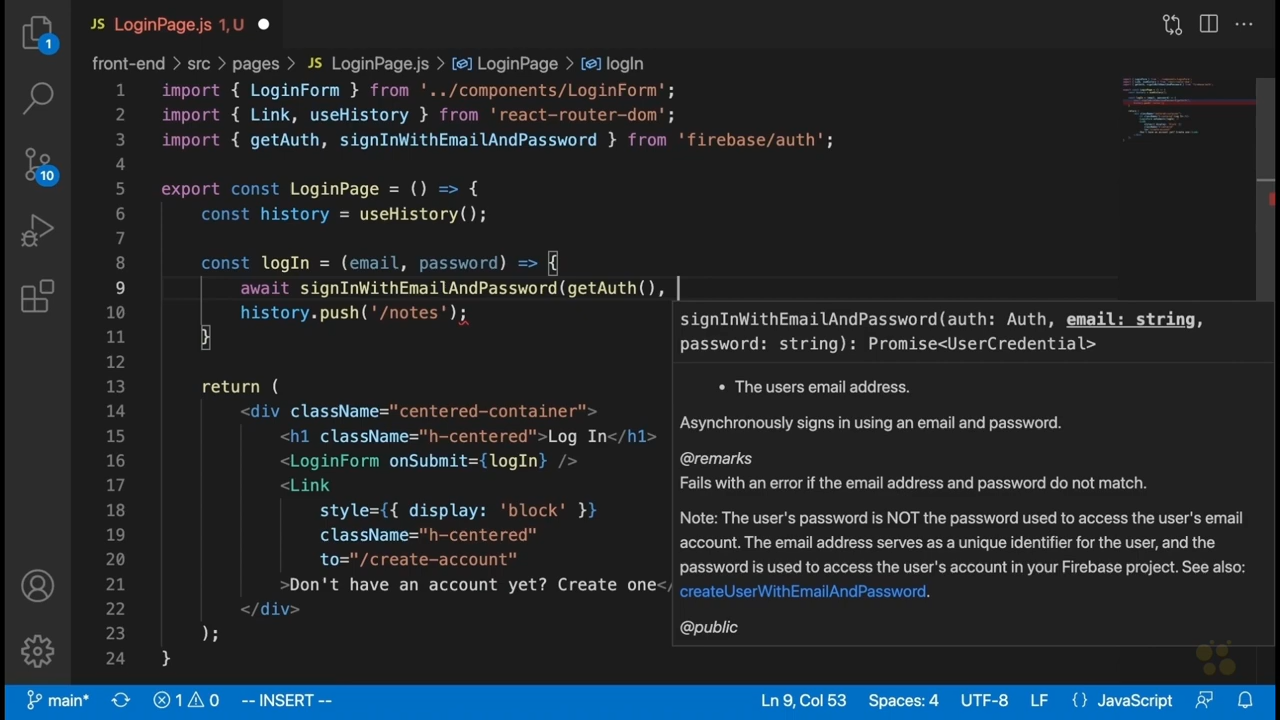 JS LoginPage.js 1, U
1
front-end > src > pages > JS LoginPage.js > LoginPage > logIn
10
1 import { LoginForm } from '../components/LoginForm';
2 import { Link, useHistory } from 'react-router-dom';
3 import { getAuth, signInWithEmailAndPassword } from 'firebase/auth';
4
5 export const LoginPage = () => {
6 const history = useHistory();
7
8 const logIn = (email, password) => {
9 await signInWithEmailAndPassword(getAuth(),
10 history.push('/notes');
11 }
12
13 return (
14 <div className="centered-container">
15 <h1 className="h-centered">Log In</h1>
16 <LoginForm onSubmit={logIn} />
17 <Link
18 style={{ display: 'block' }}
19 className="h-centered"
20 to="/create-account"
21 >Don't have an account yet? Create one</
22 </div>
23 );
24 }
signInWithEmailAndPassword(auth: Auth, email: string,
password: string): Promise<UserCredential>
• The users email address.
Asynchronously signs in using an email and password.
@remarks
Fails with an error if the email address and password do not match.
Note: The user's password is NOT the password used to access the user's email
account. The email address serves as a unique identifier for the user, and the
password is used to access the user's account in your Firebase project. See also:
createUserWithEmailAndPassword.
@public
main* 1 0 -- INSERT -- Ln 9, Col 53 Spaces: 4 UTF-8 LF {} JavaScript